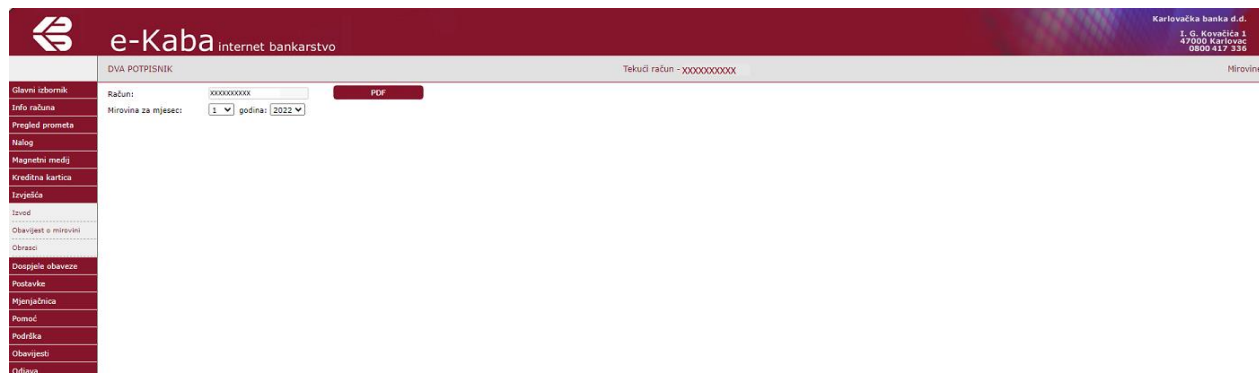 e-Kaba internet bankarstvo
Karlovačka banka d.d.
I. G. Kovačića 1
47000 Karlovac
0800 417 336
DVA POTPISNIK
Tekući račun - XXXXXXXXXX
Mirovine
Glavni izbornik
Info računa
Pregled prometa
Nalog
Magnetni medij
Kreditna kartica
Izvješća
Izvod
Obavijest o mirovini
Obrasci
Dospjele obaveze
Postavke
Mjenjačnica
Pomoć
Podrška
Obavijesti
Odjava
Račun: XXXXXXXXXX PDF
Mirovina za mjesec: 1 godina: 2022